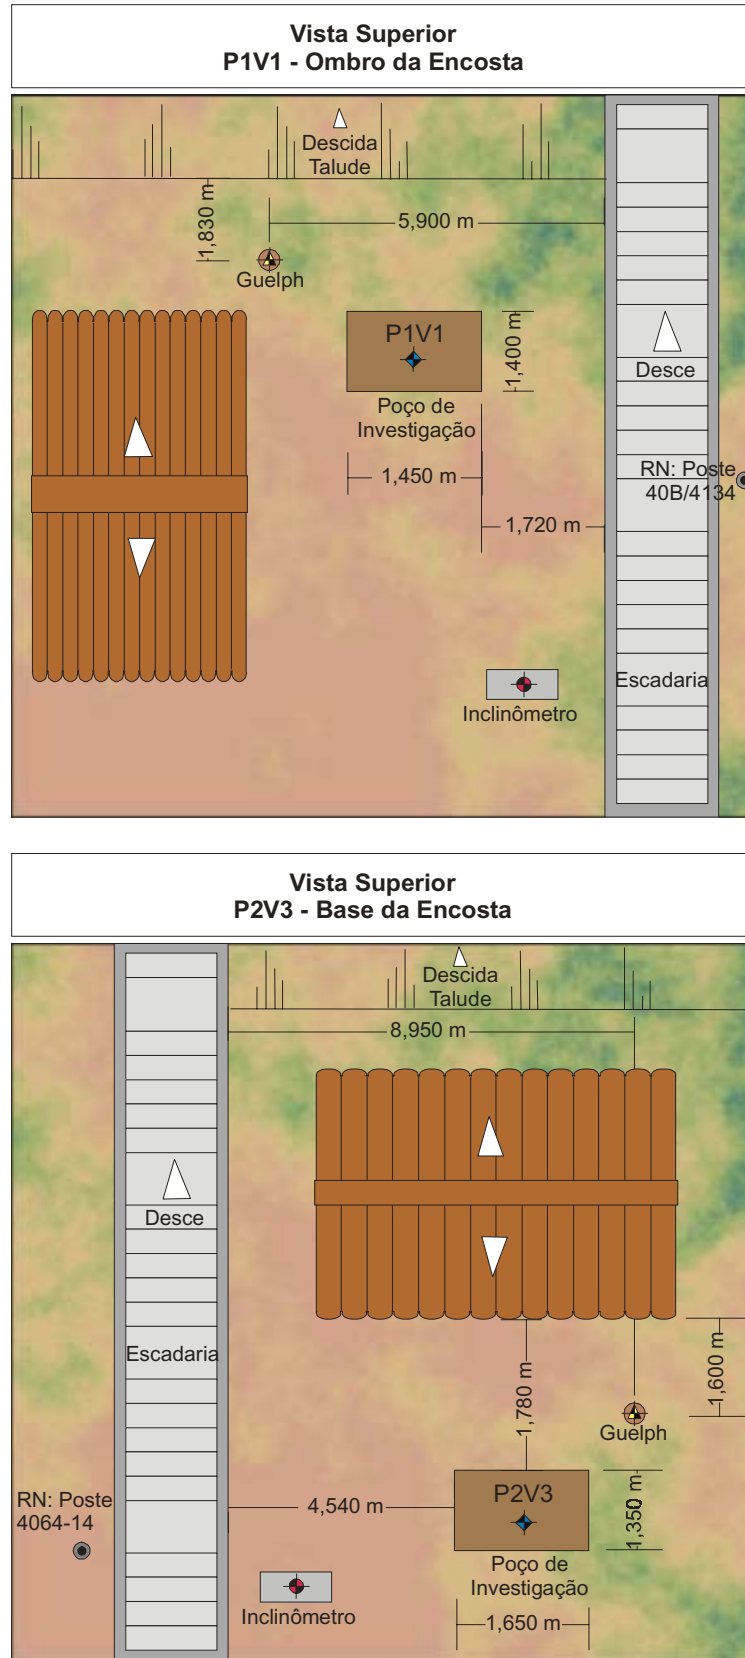 Vista Superior
P1V1 - Ombro da Encosta
Descida
Talude
1,830 m
5,900 m
Guelph
P1V1
1,400 m
Desce
Poço de
Investigação
1,450 m
RN: Poste
40B/4134
1,720 m
Escadaria
Inclinômetro
Vista Superior
P2V3 - Base da Encosta
Descida
Talude
8,950 m
Desce
Escadaria
1,780 m
1,600 m
Guelph
RN: Poste
4064-14
4,540 m
P2V3
1,350 m
Poço de
Investigação
Inclinômetro
1,650 m